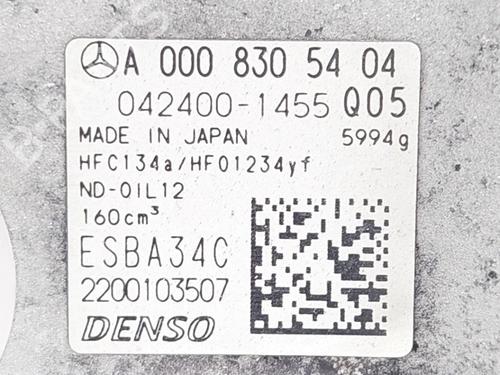 A 000 830 54 04
042400-1455 Q05
MADE IN JAPAN 5994g
HFC134a/HFO1234yf
ND-OIL12
160cm³
ESBA34C
2200103507
DENSO